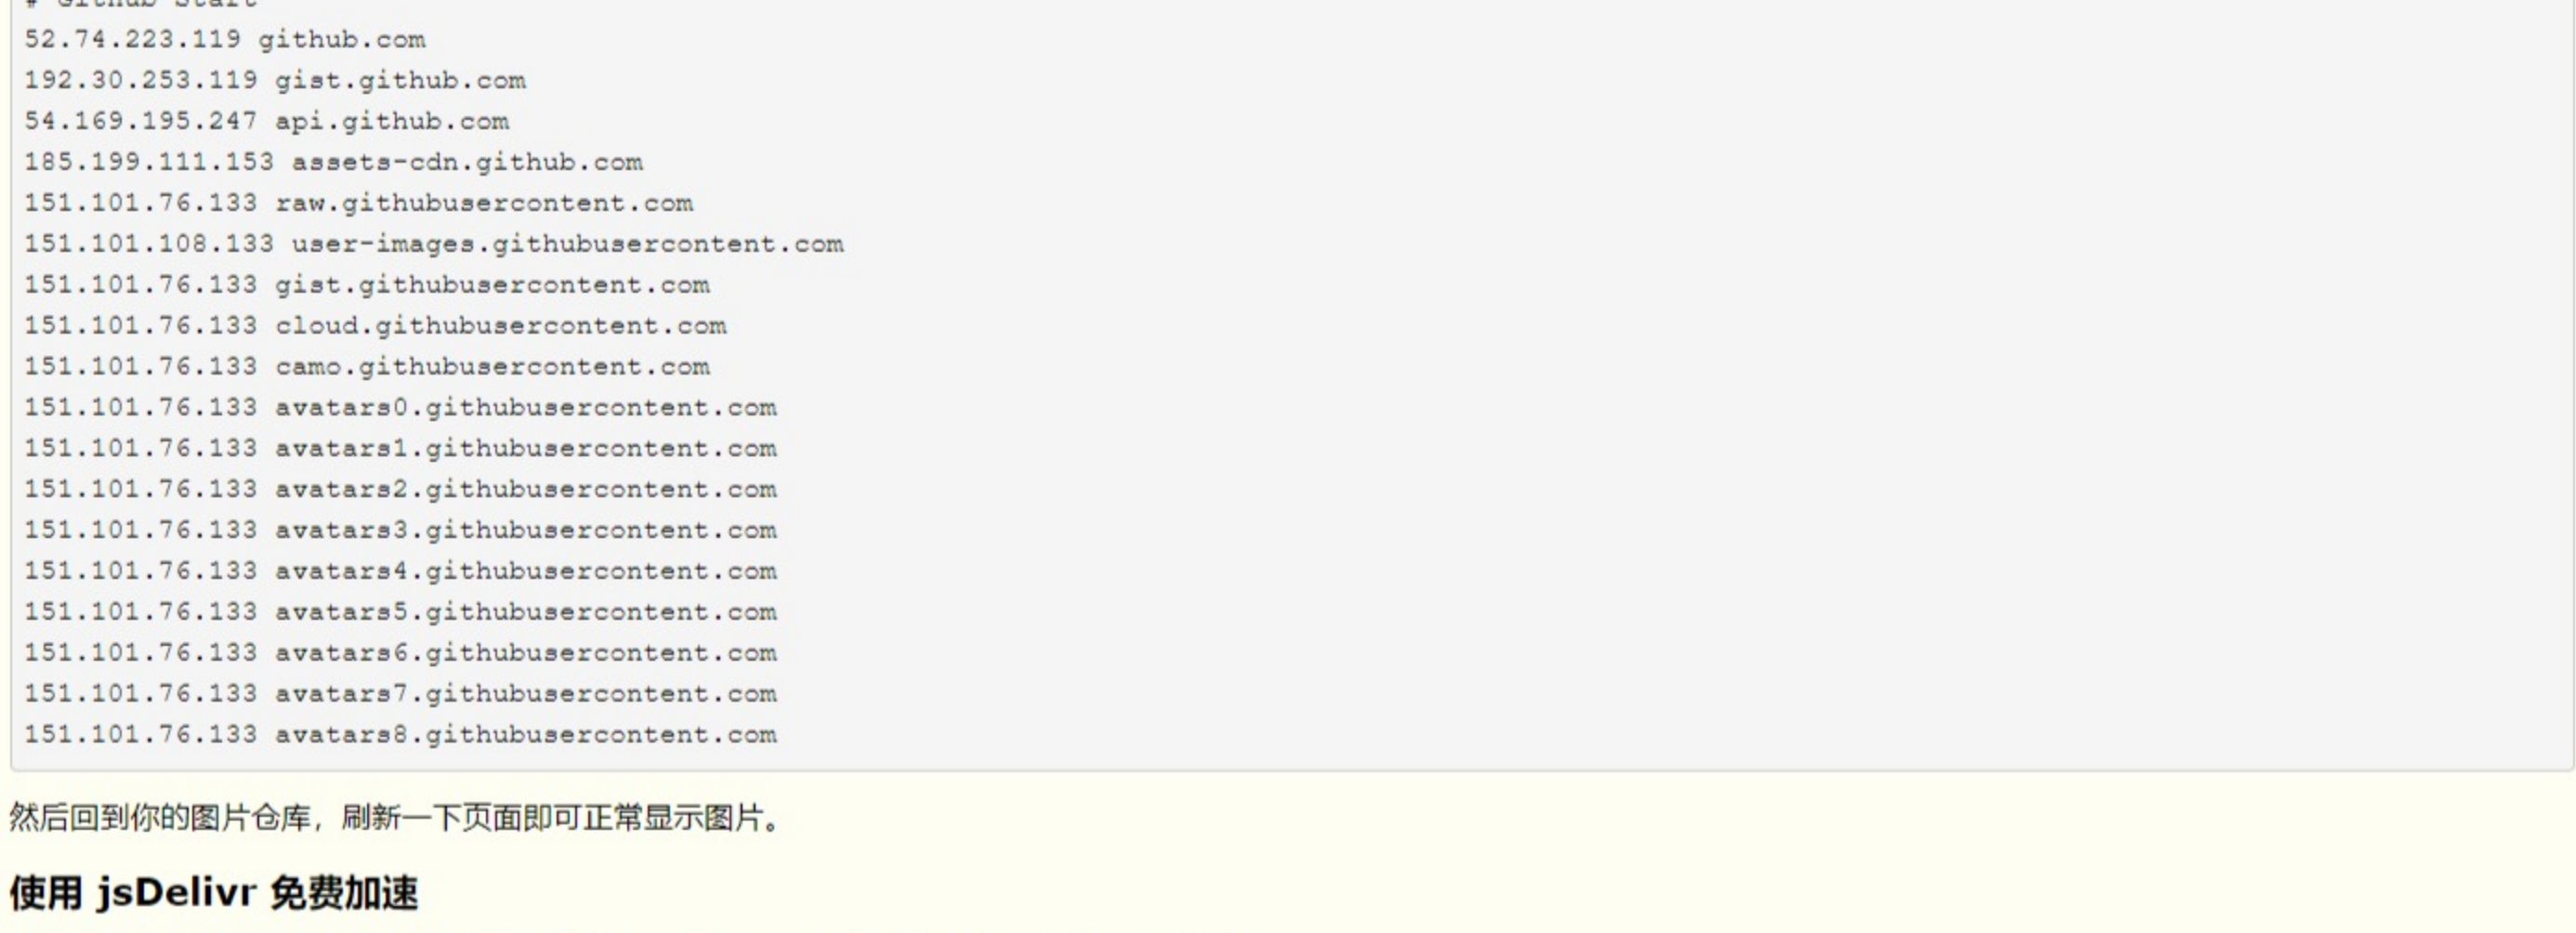 # GitHub Start
52.74.223.119 github.com
192.30.253.119 gist.github.com
54.169.195.247 api.github.com
185.199.111.153 assets-cdn.github.com
151.101.76.133 raw.githubusercontent.com
151.101.108.133 user-images.githubusercontent.com
151.101.76.133 gist.githubusercontent.com
151.101.76.133 cloud.githubusercontent.com
151.101.76.133 camo.githubusercontent.com
151.101.76.133 avatars0.githubusercontent.com
151.101.76.133 avatars1.githubusercontent.com
151.101.76.133 avatars2.githubusercontent.com
151.101.76.133 avatars3.githubusercontent.com
151.101.76.133 avatars4.githubusercontent.com
151.101.76.133 avatars5.githubusercontent.com
151.101.76.133 avatars6.githubusercontent.com
151.101.76.133 avatars7.githubusercontent.com
151.101.76.133 avatars8.githubusercontent.com
然后回到你的图片仓库，刷新一下页面即可正常显示图片。
使用 jsDelivr 免费加速